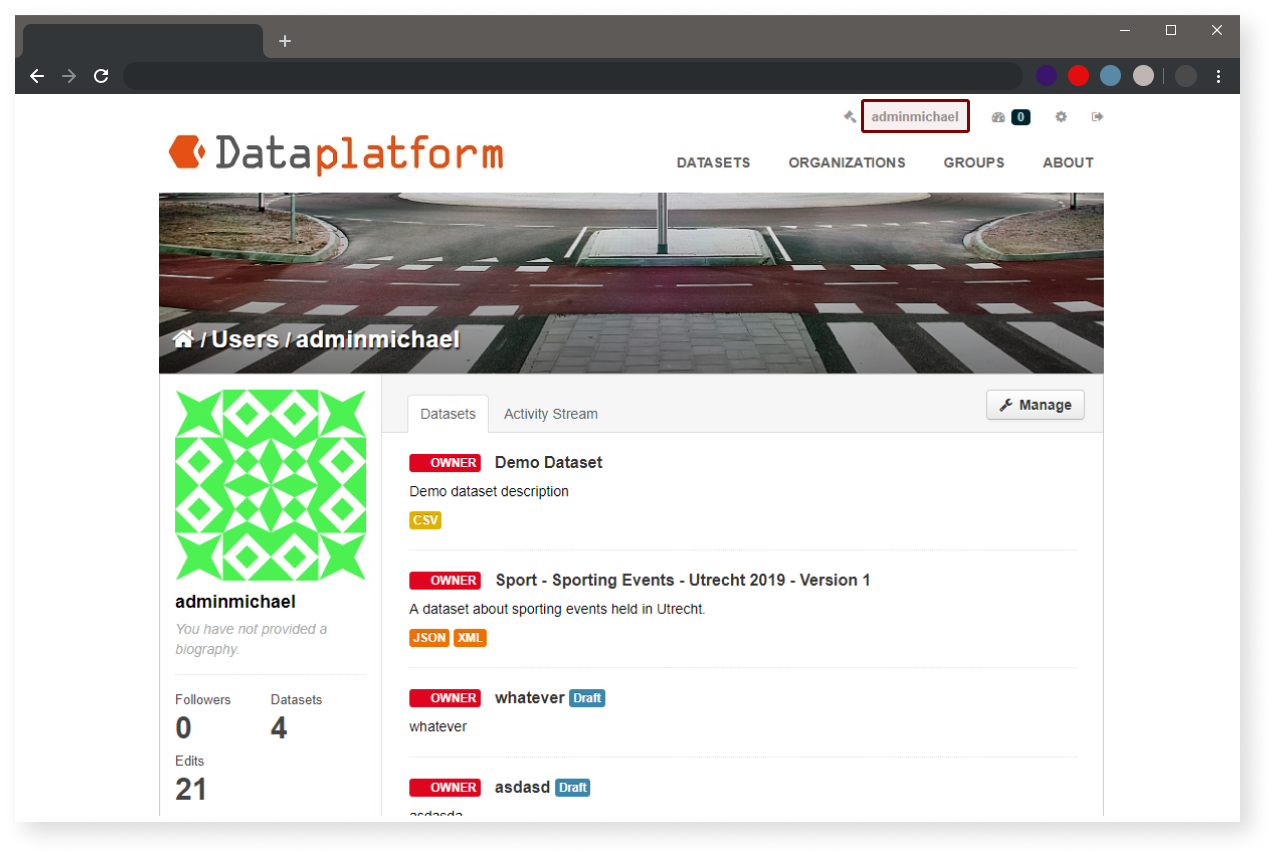 adminmichael 0
Dataplatform
DATASETS ORGANIZATIONS GROUPS ABOUT
/ Users / adminmichael
Datasets Activity Stream Manage
OWNER Demo Dataset
Demo dataset description
CSV
OWNER Sport - Sporting Events - Utrecht 2019 - Version 1
A dataset about sporting events held in Utrecht.
JSON XML
OWNER whatever Draft
whatever
OWNER asdasd Draft
asdasda
adminmichael
You have not provided a
biography.
Followers Datasets
0 4
Edits
21